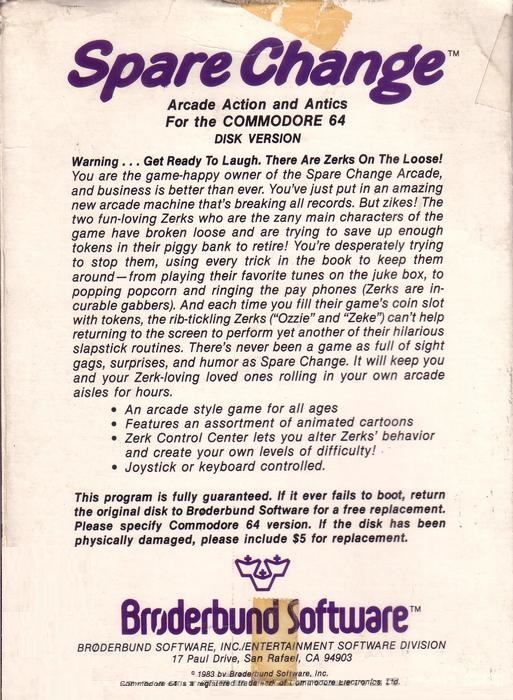 Spare Change™
Arcade Action and Antics
For the COMMODORE 64
DISK VERSION
Warning . . . Get Ready To Laugh. There Are Zerks On The Loose!
You are the game-happy owner of the Spare Change Arcade,
and business is better than ever. You've just put in an amazing
new arcade machine that's breaking all records. But zikes! The
two fun-loving Zerks who are the zany main characters of the
game have broken loose and are trying to save up enough
tokens in their piggy bank to retire! You're desperately trying
to stop them, using every trick in the book to keep them
around—from playing their favorite tunes on the juke box, to
popping popcorn and ringing the pay phones (Zerks are in-
curable gabbers). And each time you fill their game's coin slot
with tokens, the rib-tickling Zerks ("Ozzie" and "Zeke") can't help
returning to the screen to perform yet another of their hilarious
slapstick routines. There's never been a game as full of sight
gags, surprises, and humor as Spare Change. It will keep you
and your Zerk-loving loved ones rolling in your own arcade
aisles for hours.
• An arcade style game for all ages
• Features an assortment of animated cartoons
• Zerk Control Center lets you alter Zerks' behavior
and create your own levels of difficulty!
• Joystick or keyboard controlled.
This program is fully guaranteed. If it ever fails to boot, return
the original disk to Brøderbund Software for a free replacement.
Please specify Commodore 64 version. If the disk has been
physically damaged, please include $5 for replacement.
Brøderbund Software™
BRØDERBUND SOFTWARE, INC./ENTERTAINMENT SOFTWARE DIVISION
17 Paul Drive, San Rafael, CA 94903
© 1983 by Brøderbund Software, Inc.
Commodore 64 is a registered trademark of Commodore Electronics, Ltd.